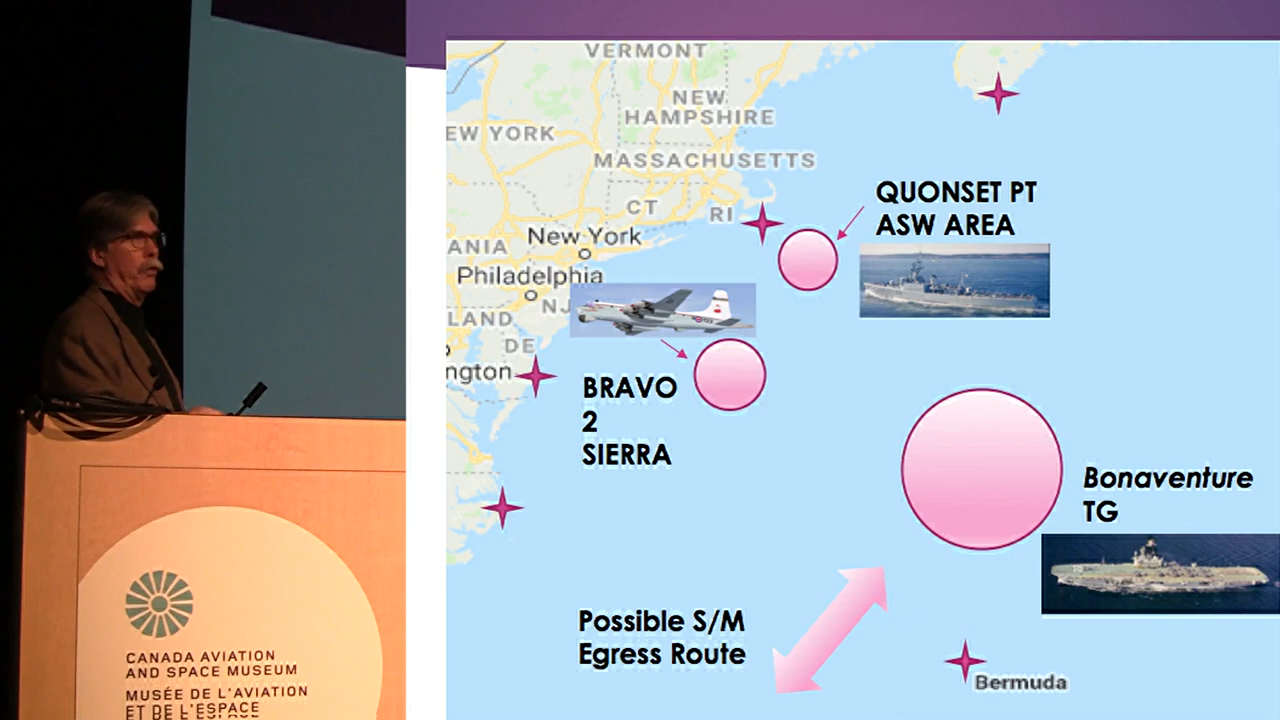 CANADA AVIATION
AND SPACE MUSEUM
MUSÉE DE L'AVIATION
ET DE L'ESPACE
VERMONT
NEW
HAMPSHIRE
EW YORK
MASSACHUSETTS
CT
RI
QUONSET PT
ASW AREA
ANIA
New York
Philadelphia
NJ
LAND
DE
ngton
BRAVO
2
SIERRA
Bonaventure
TG
Possible S/M
Egress Route
Bermuda